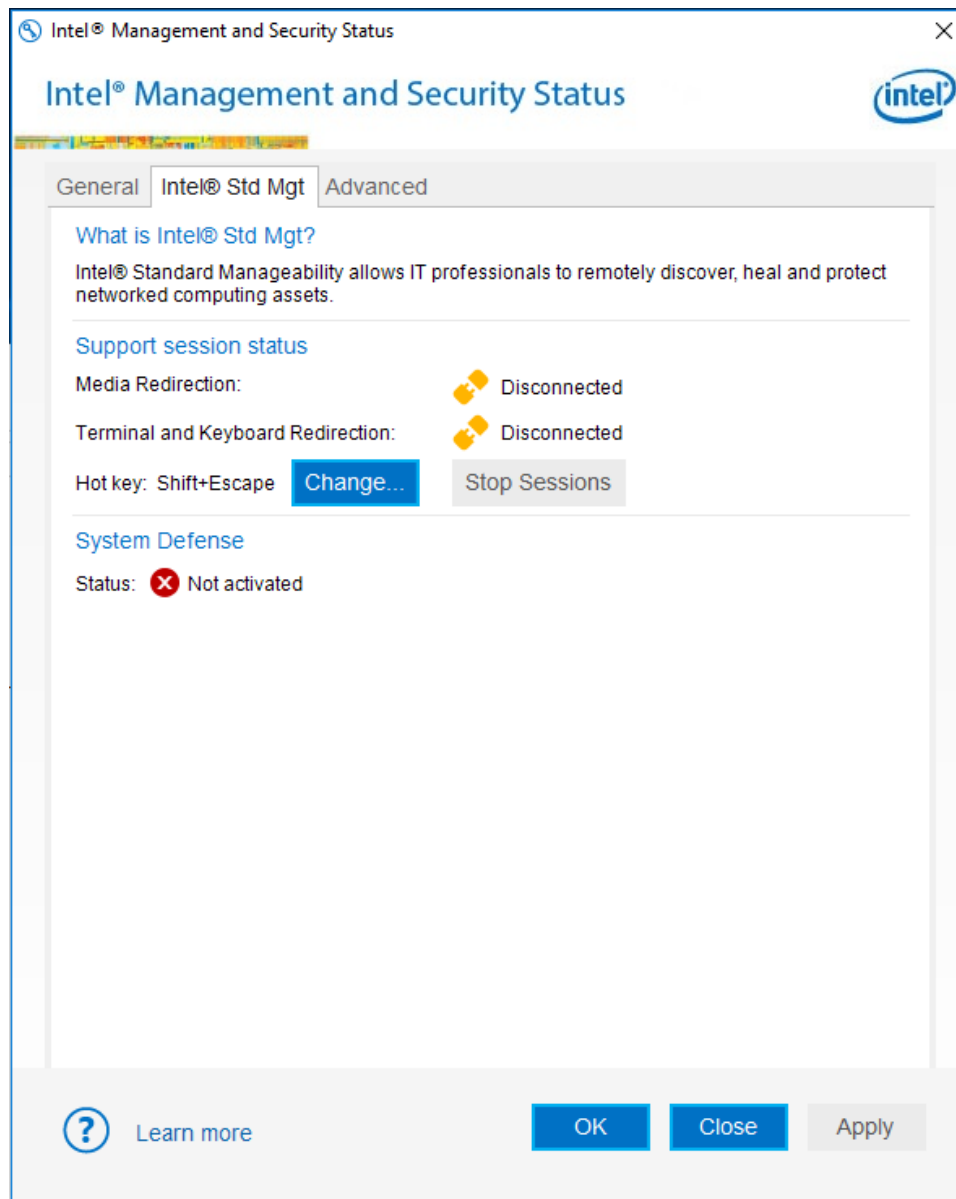 Intel® Management and Security Status
Intel® Management and Security Status
intel®
General Intel® Std Mgt Advanced
What is Intel® Std Mgt?
Intel® Standard Manageability allows IT professionals to remotely discover, heal and protect
networked computing assets.
Support session status
Media Redirection: Disconnected
Terminal and Keyboard Redirection: Disconnected
Hot key: Shift+Escape Change... Stop Sessions
System Defense
Status: Not activated
? Learn more OK Close Apply